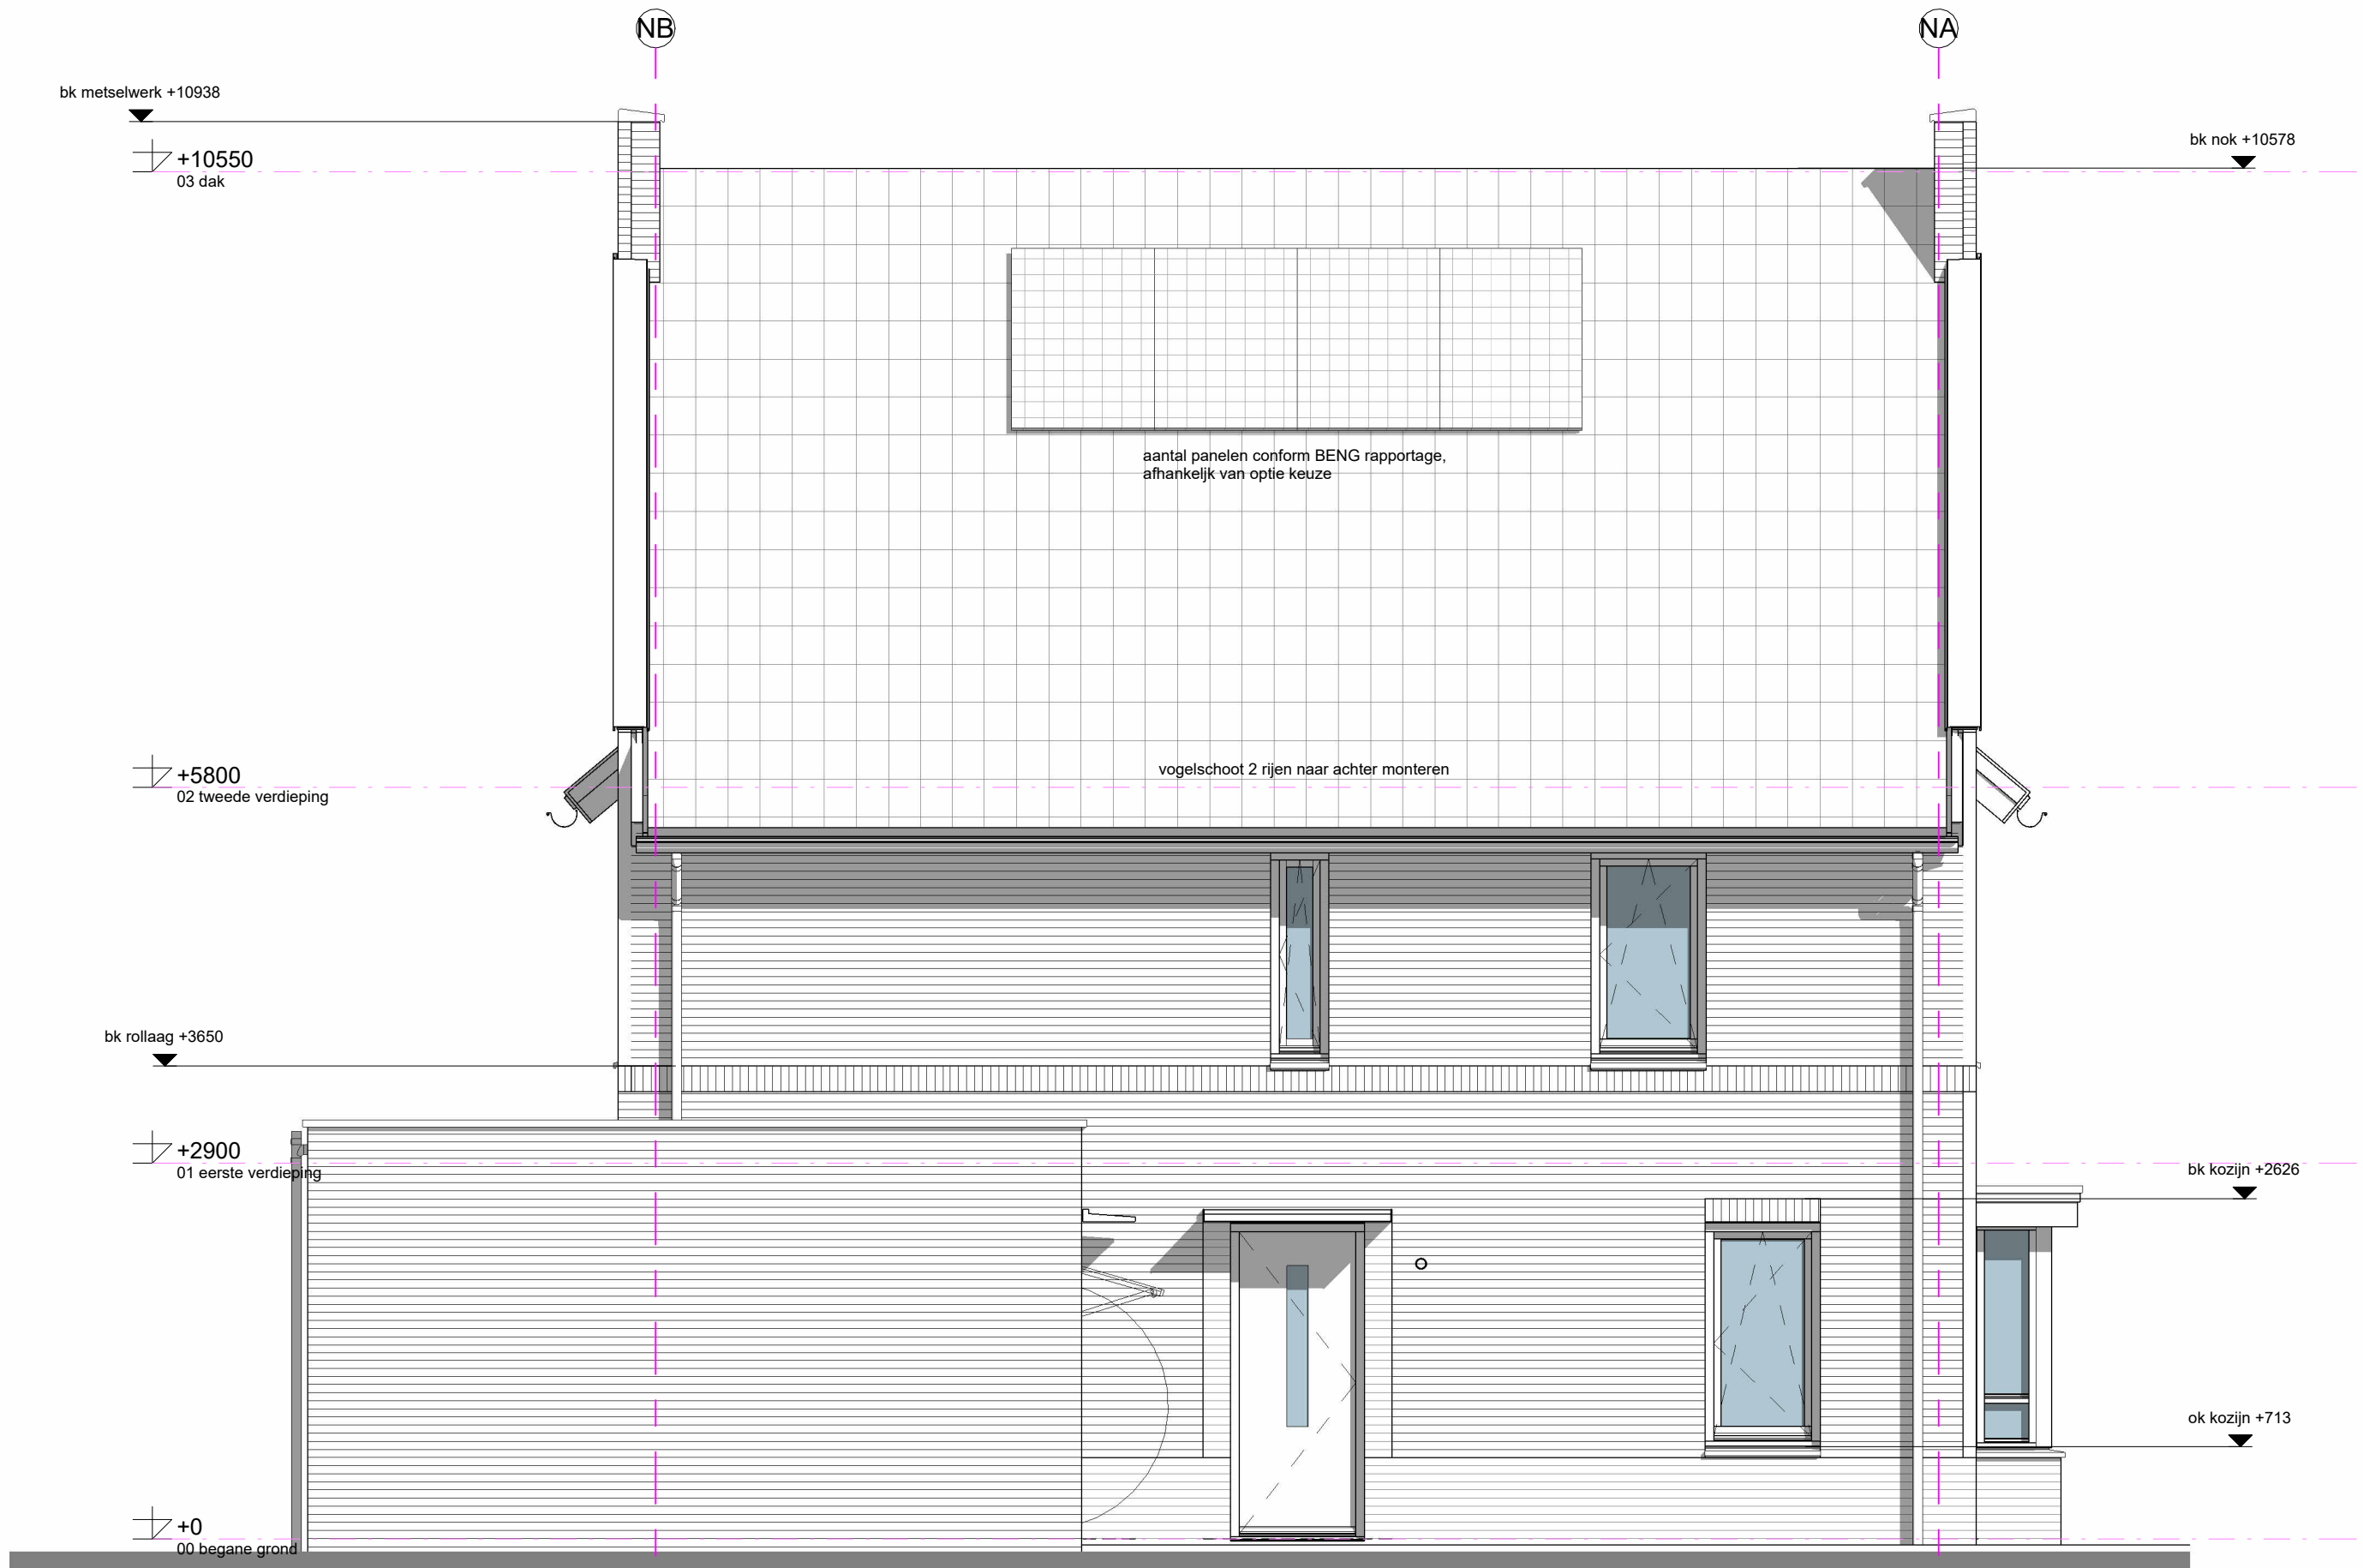 NB
NA
bk metselwerk +10938
bk nok +10578
+10550
03 dak
aantal panelen conform BENG rapportage,
afhankeljk van optie keuze
vogelschoot 2 rijen naar achter monteren
+5800
02 tweede verdieping
bk rollaag +3650
+2900
01 eerste verdieping
bk kozijn +2626
ok kozijn +713
+0
00 begane grond